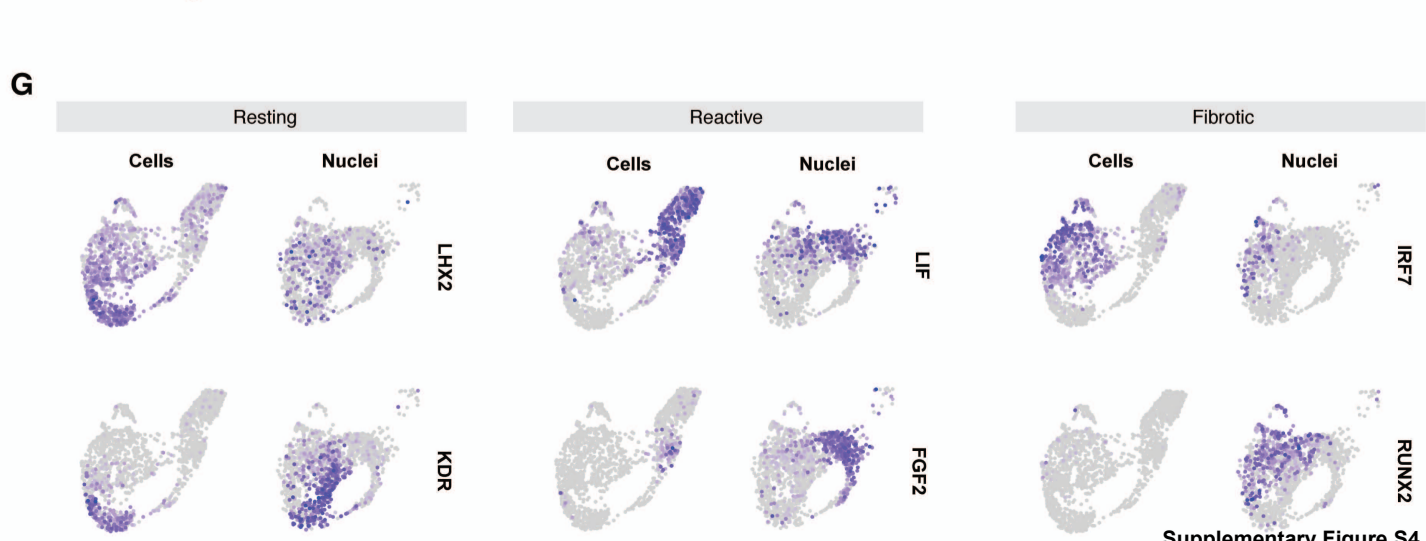 G
Resting
Reactive
Fibrotic
Cells
Nuclei
Cells
Nuclei
Cells
Nuclei
LHX2
LIF
IRF7
KDR
FGF2
RUNX2
Supplementary Figure S4